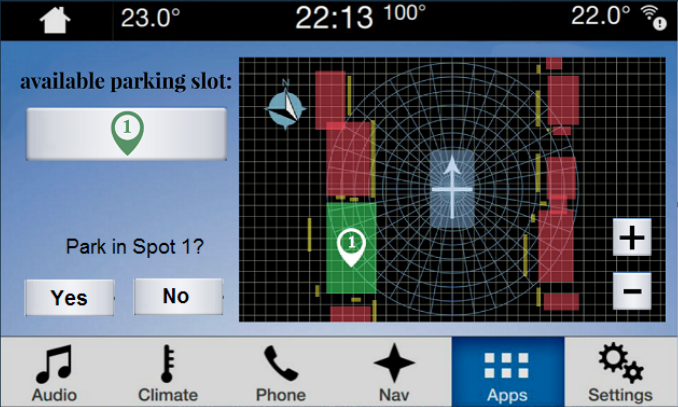 23.0°
22:13 100°
22.0°
available parking slot:
1
Park in Spot 1?
Yes
No
N
1
+
−
Audio
Climate
Phone
Nav
Apps
Settings